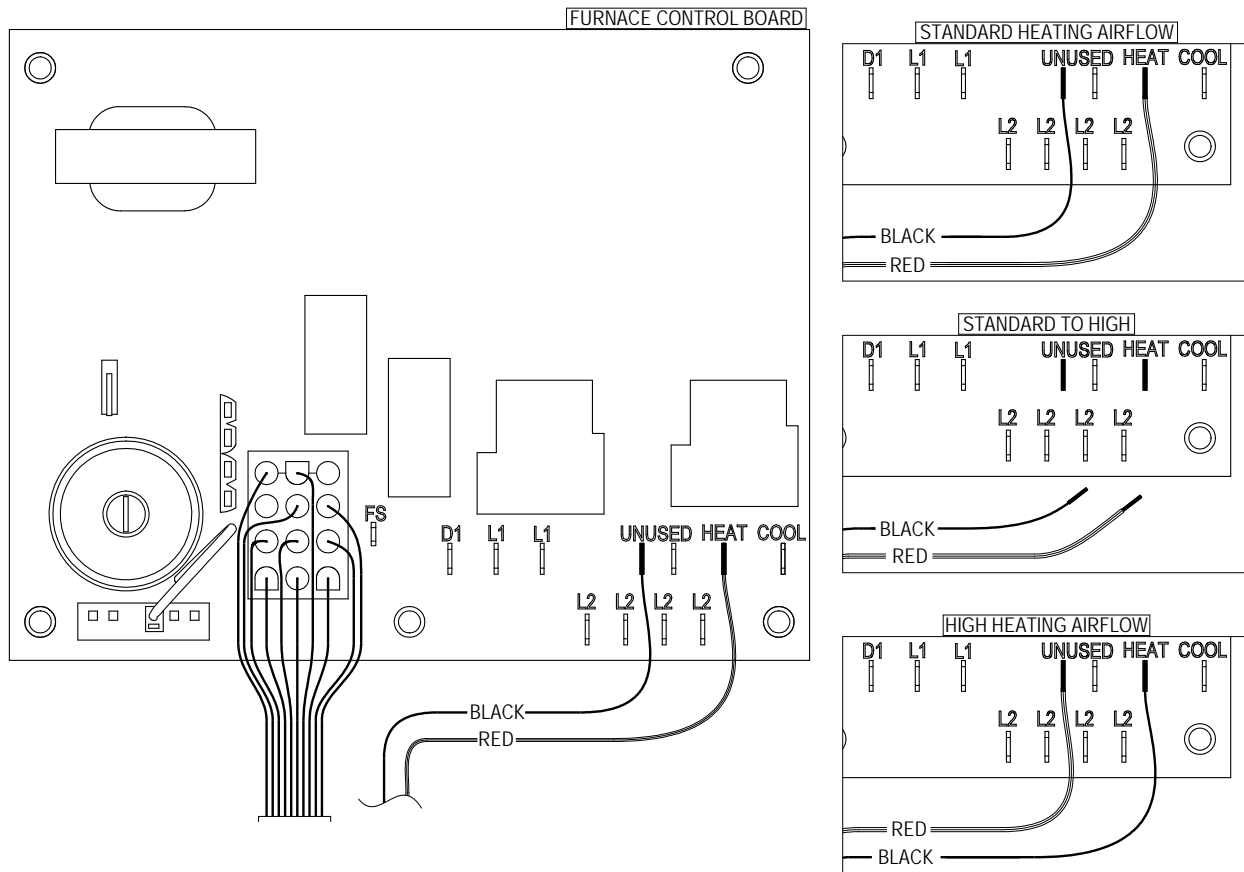 FURNACE CONTROL BOARD
FS
D1 L1 L1 UNUSED HEAT COOL
L2 L2 L2 L2
BLACK
RED
STANDARD HEATING AIRFLOW
D1 L1 L1 UNUSED HEAT COOL
L2 L2 L2 L2
BLACK
RED
STANDARD TO HIGH
D1 L1 L1 UNUSED HEAT COOL
L2 L2 L2 L2
BLACK
RED
HIGH HEATING AIRFLOW
D1 L1 L1 UNUSED HEAT COOL
L2 L2 L2 L2
RED
BLACK